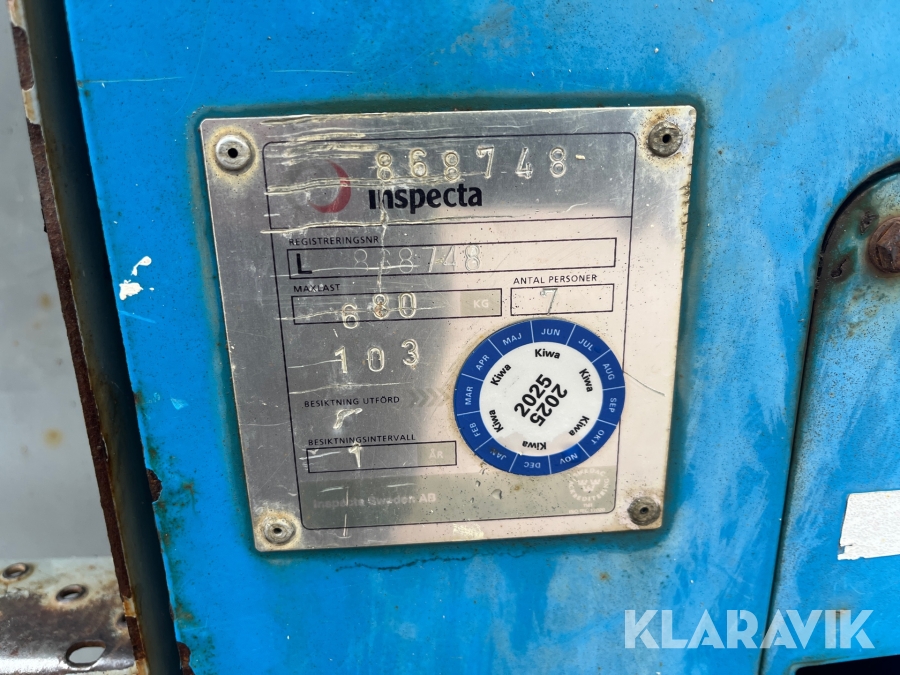 868748
Inspecta
REGISTRERINGSNR
L 868748
MAXLAST
680 KG
ANTAL PERSONER
7
103
BESIKTNING UTFÖRD
BESIKTNINGSINTERVALL
1 ÅR
Inspecta Sweden AB
JAN FEB MAR APR MAJ JUN JUL AUG SEP OKT NOV DEC
Kiwa Kiwa Kiwa Kiwa Kiwa Kiwa
2025
2025
KLARAVIK